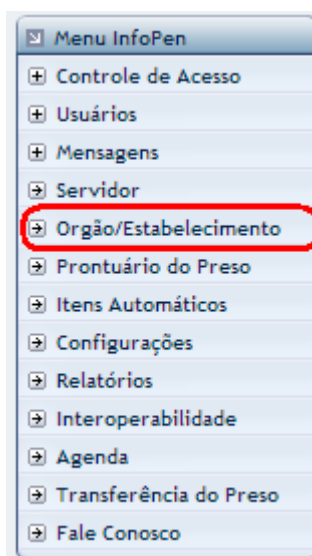 Menu InfoPen
Controle de Acesso
Usuários
Mensagens
Servidor
Orgão/Estabelecimento
Prontuário do Preso
Itens Automáticos
Configurações
Relatórios
Interoperabilidade
Agenda
Transferência do Preso
Fale Conosco